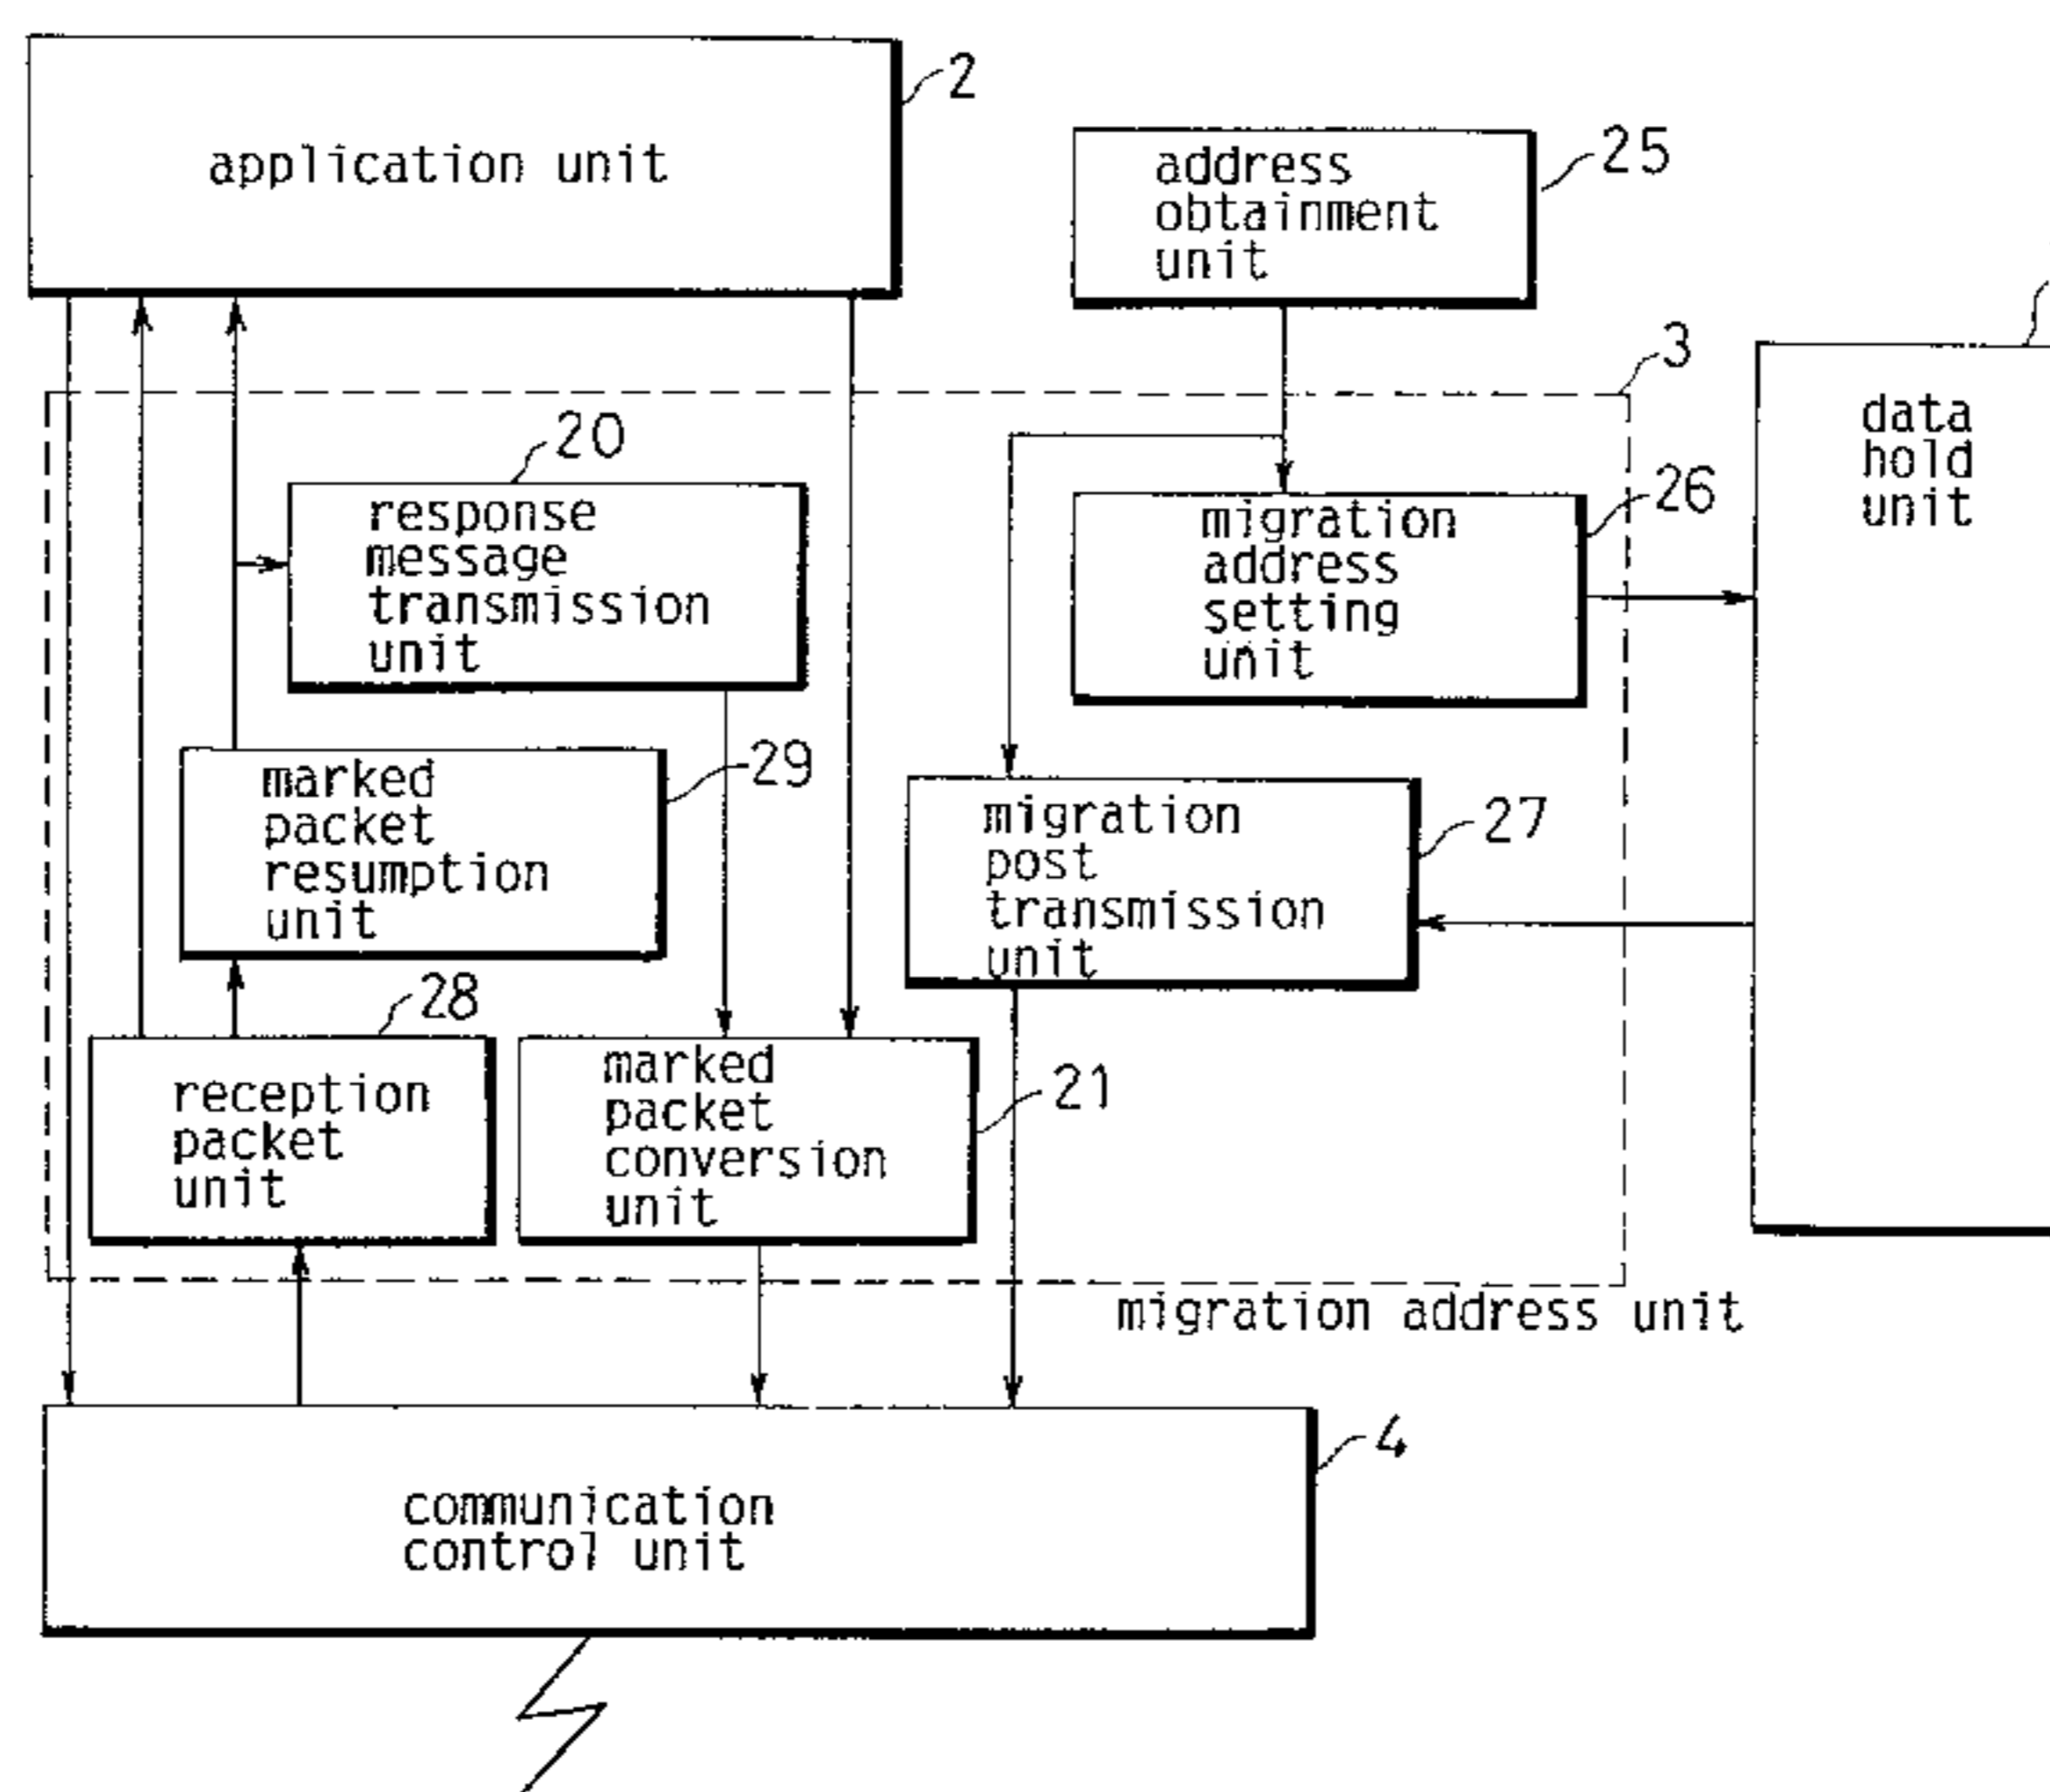 2
application unit
address
obtainment
unit
25
3
data
hold
unit
20
response
message
transmission
unit
migration
address
setting
unit
26
marked
packet
resumption
unit
29
migration
post
transmission
unit
27
28
reception
packet
unit
marked
packet
conversion
unit
21
migration address unit
communication
control unit
4